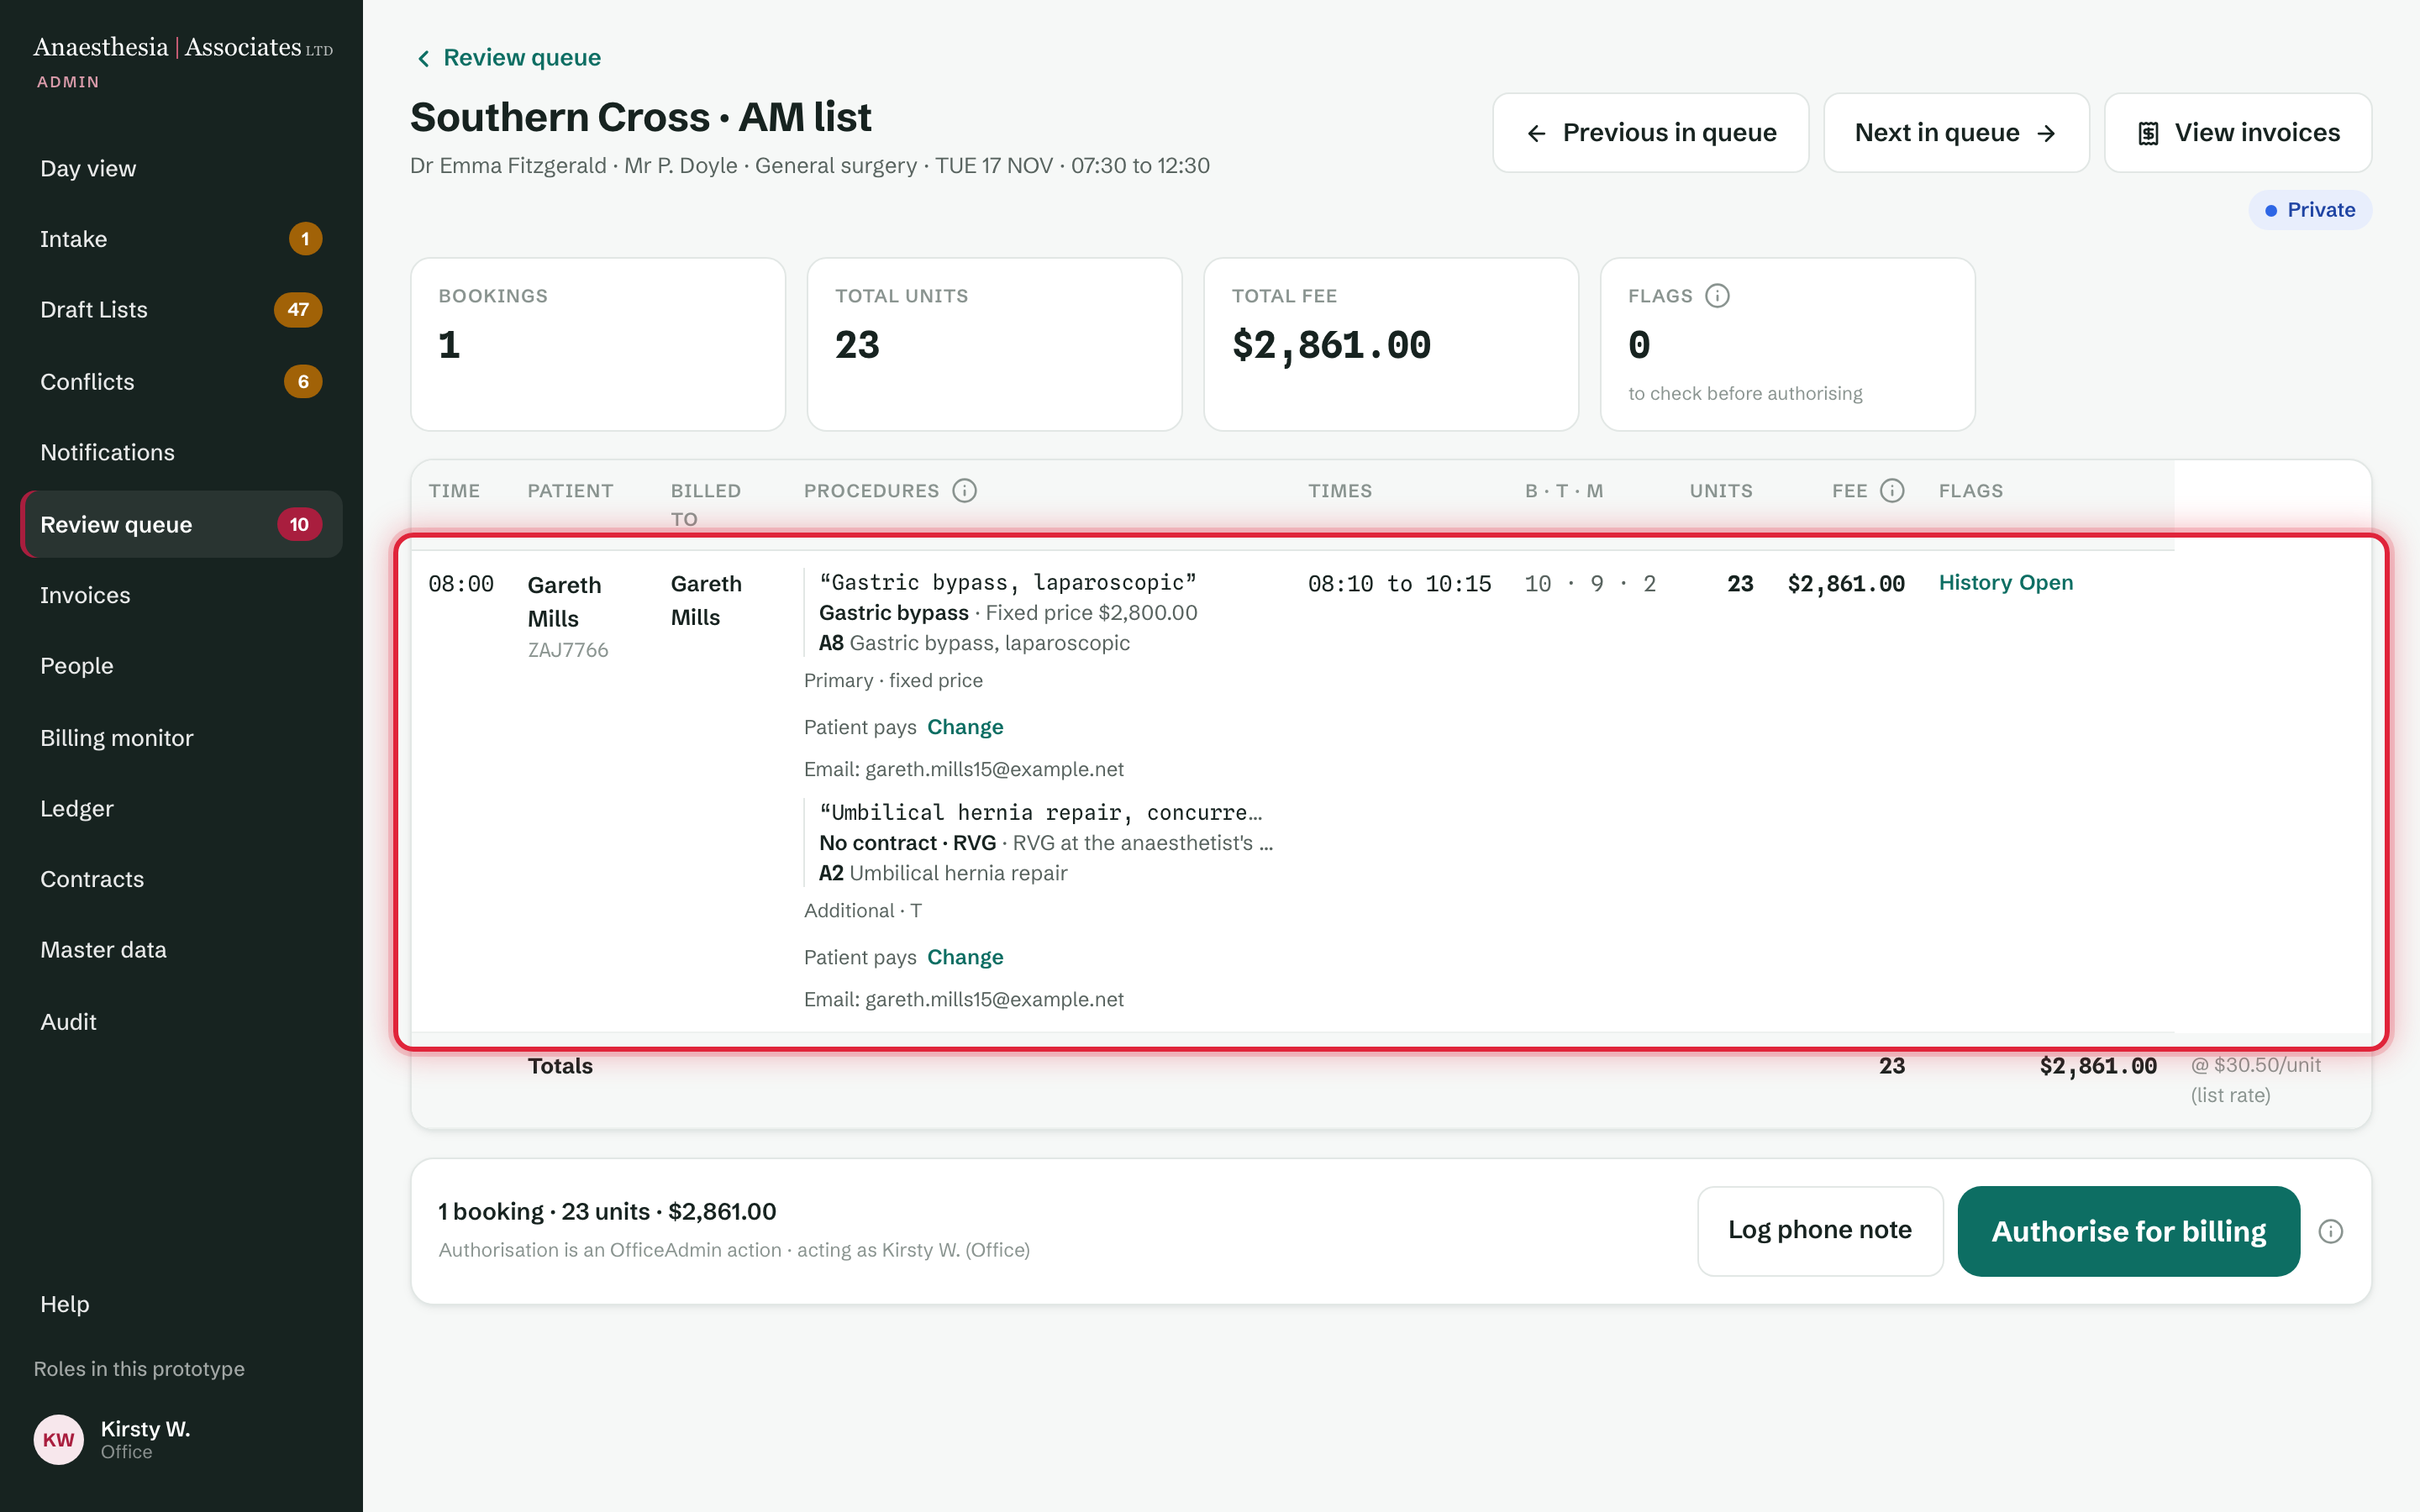 Anaesthesia | Associates LTD
ADMIN
Day view
Intake 1
Draft Lists 47
Conflicts 6
Notifications
Review queue 10
Invoices
People
Billing monitor
Ledger
Contracts
Master data
Audit
Help
Roles in this prototype
KW Kirsty W.
Office
Review queue
Southern Cross · AM list
Dr Emma Fitzgerald · Mr P. Doyle · General surgery · TUE 17 NOV · 07:30 to 12:30
Previous in queue
Next in queue
View invoices
Private
BOOKINGS
1
TOTAL UNITS
23
TOTAL FEE
$2,861.00
FLAGS
0
to check before authorising
TIME PATIENT BILLED TO PROCEDURES TIMES B · T · M UNITS FEE FLAGS
08:00
Gareth
Mills
ZAJ7766
Gareth
Mills
“Gastric bypass, laparoscopic”
Gastric bypass · Fixed price $2,800.00
A8 Gastric bypass, laparoscopic
Primary · fixed price
Patient pays Change
Email: gareth.mills15@example.net
“Umbilical hernia repair, concurre…
No contract · RVG · RVG at the anaesthetist's …
A2 Umbilical hernia repair
Additional · T
Patient pays Change
Email: gareth.mills15@example.net
08:10 to 10:15
10 · 9 · 2
23
$2,861.00
History Open
Totals 23 $2,861.00 @ $30.50/unit
(list rate)
1 booking · 23 units · $2,861.00
Authorisation is an OfficeAdmin action · acting as Kirsty W. (Office)
Log phone note
Authorise for billing